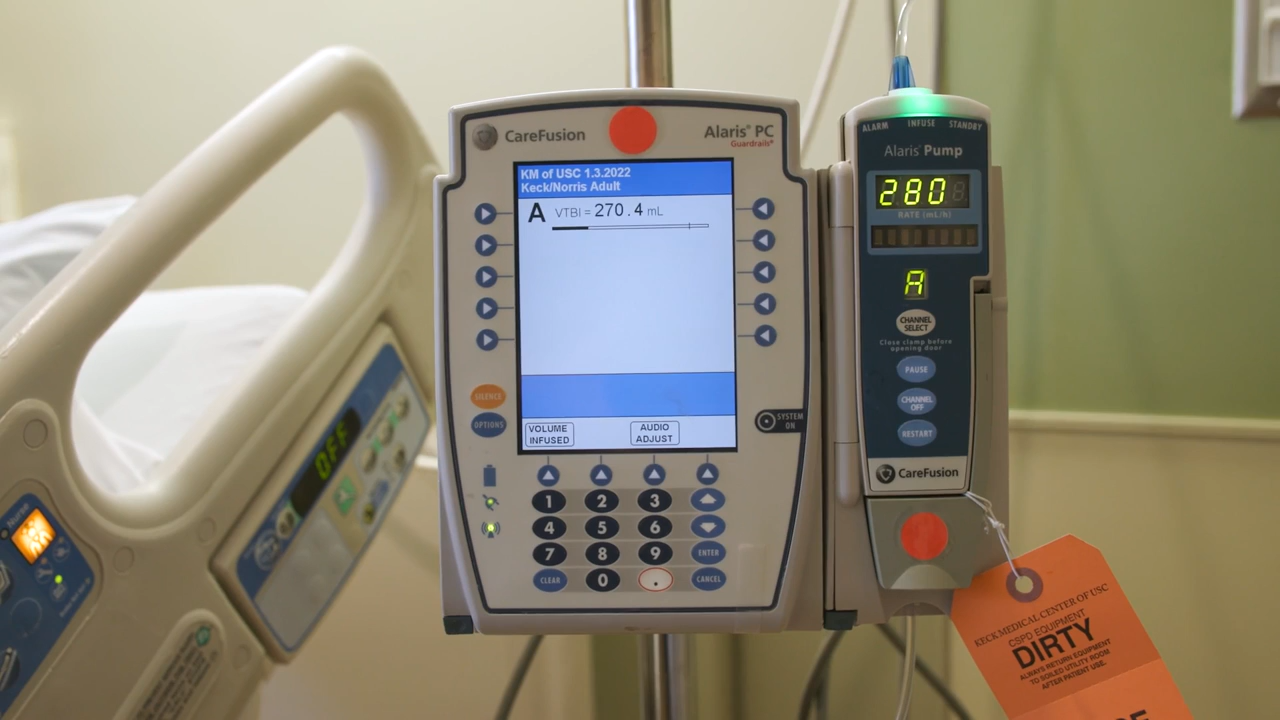 CareFusion
Alaris® PC
Guardrails®
KM of USC 1.3.2022
Keck/Norris Adult
A VTBI = 270.4 mL
SILENCE
OPTIONS
VOLUME
INFUSED
AUDIO
ADJUST
SYSTEM
ON
1 2 3
4 5 6
7 8 9 ENTER
CLEAR 0 . CANCEL
ALARM INFUSE STANDBY
Alaris® Pump
280
RATE (mL/h)
A
CHANNEL
SELECT
Close clamp before
opening door
PAUSE
CHANNEL
OFF
RESTART
CareFusion
KECK MEDICAL CENTER OF USC
CSPD EQUIPMENT
DIRTY
ALWAYS RETURN EQUIPMENT
TO SOILED UTILITY ROOM
AFTER PATIENT USE.
OFF
Nurse